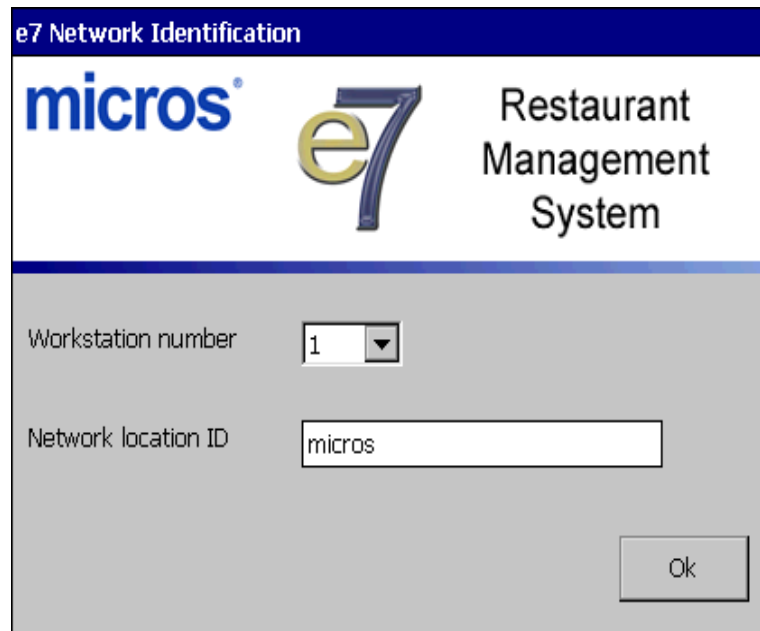 e7 Network Identification
micros®
e7
Restaurant
Management
System
Workstation number
1
Network location ID
micros
Ok